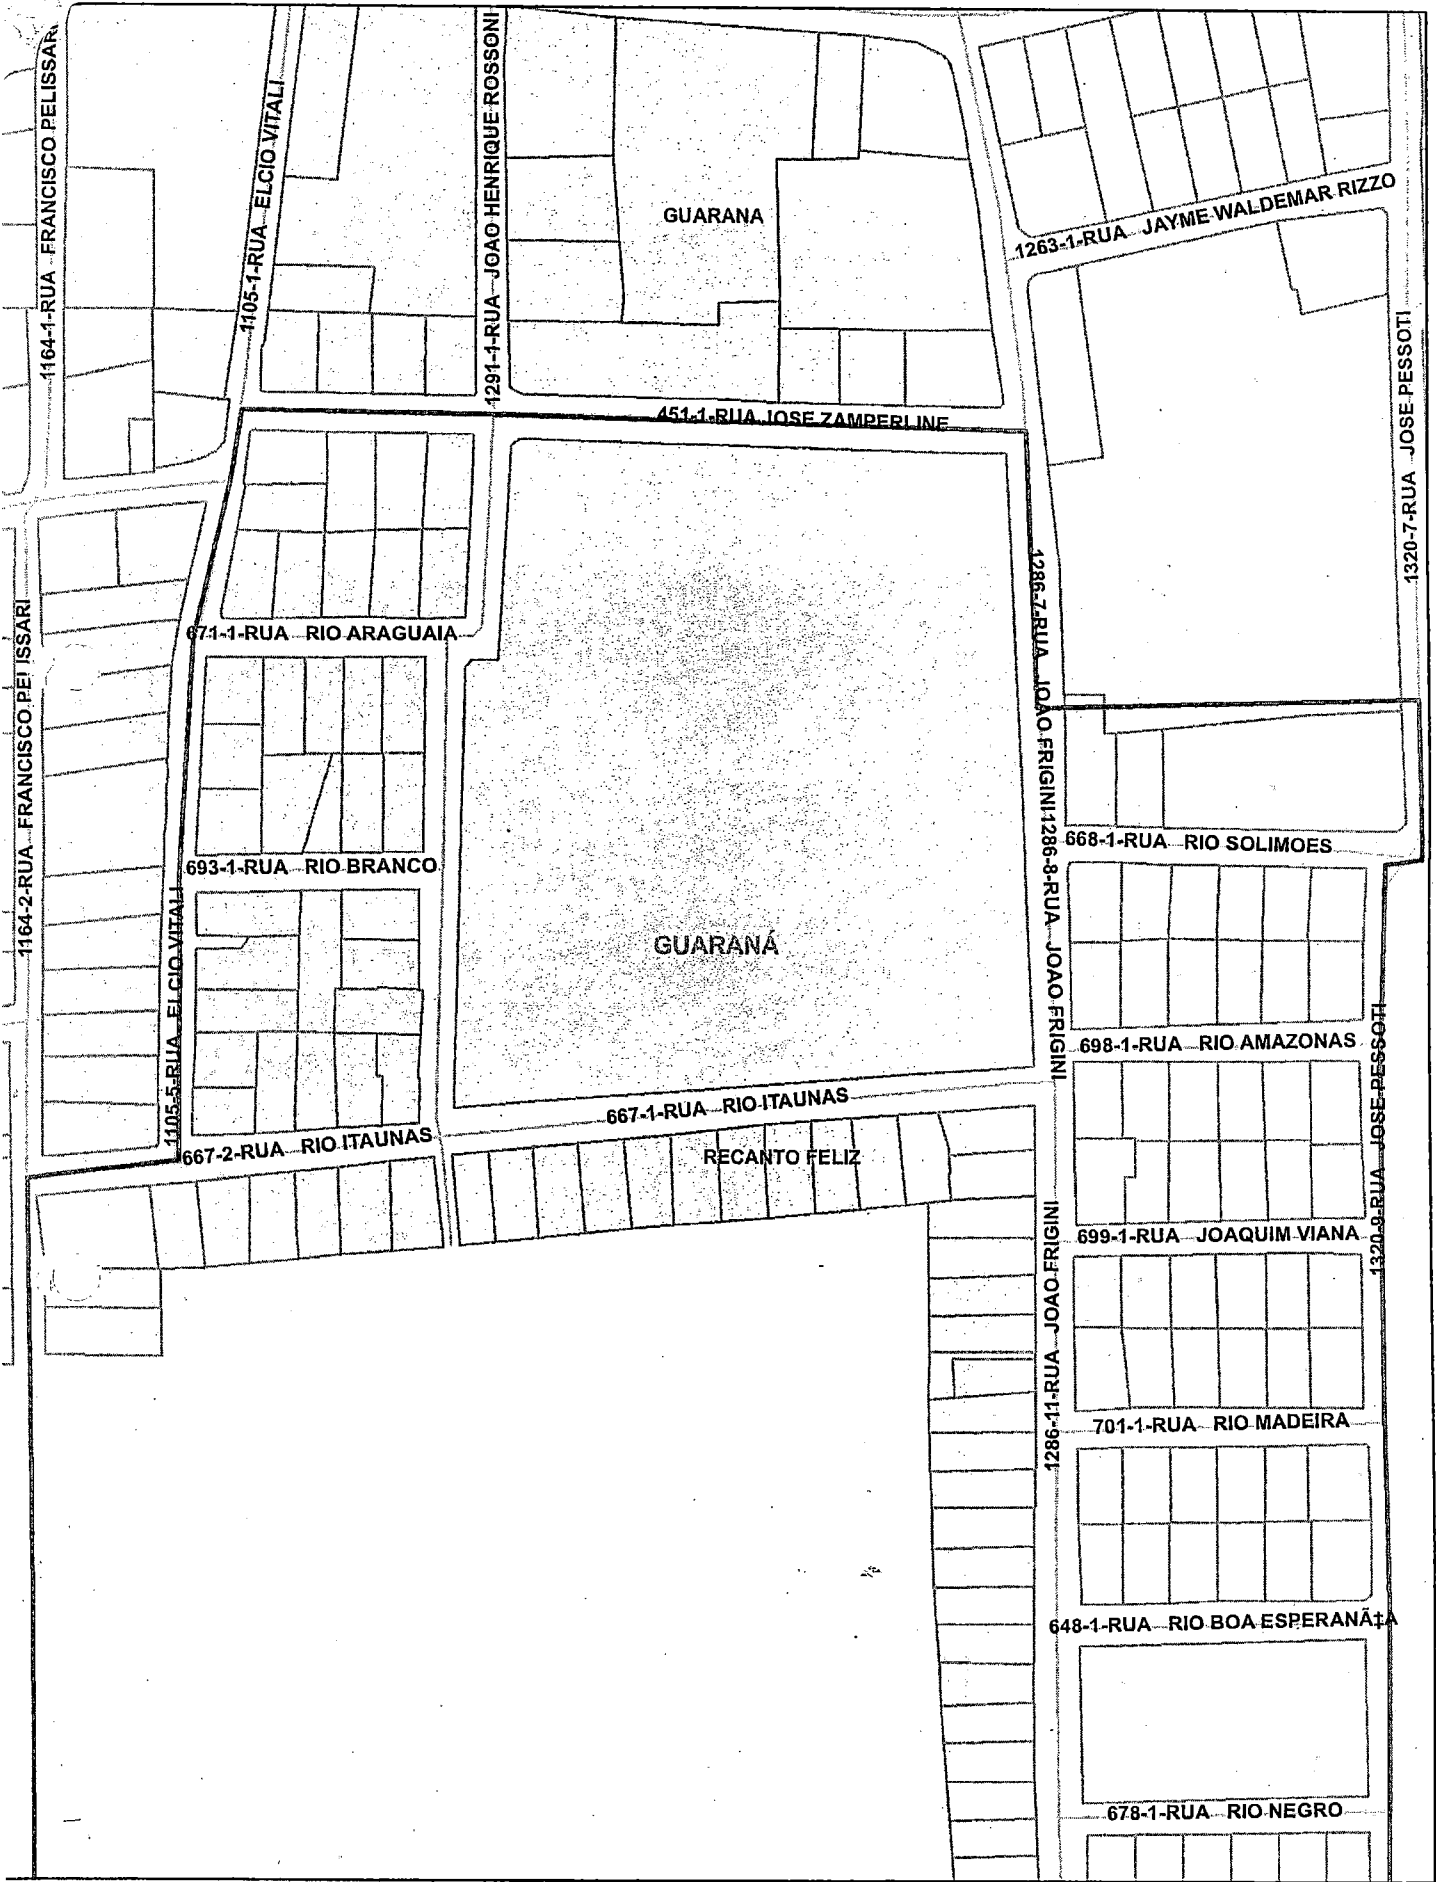 1164-1-RUA FRANCISCO PELISSARI
1105-1-RUA ELCIO VITALI
1291-1-RUA JOAO HENRIQUE ROSSONI
GUARANA
1263-1-RUA JAYME WALDEMAR RIZZO
1320-7-RUA JOSE PESSOTI
451-1-RUA JOSE ZAMPERLINE
1286-7-RUA JOAO FRIGINI
671-1-RUA RIO ARAGUAIA
1164-2-RUA FRANCISCO PELISSARI
668-1-RUA RIO SOLIMOES
1286-8-RUA JOAO FRIGINI
693-1-RUA RIO BRANCO
1105-5-RUA ELCIO VITALI
GUARANÁ
698-1-RUA RIO AMAZONAS
1320-9-RUA JOSE PESSOTI
667-1-RUA RIO ITAUNAS
667-2-RUA RIO ITAUNAS
RECANTO FELIZ
699-1-RUA JOAQUIM VIANA
1286-11-RUA JOAO FRIGINI
701-1-RUA RIO MADEIRA
648-1-RUA RIO BOA ESPERANÃ‡A
678-1-RUA RIO NEGRO